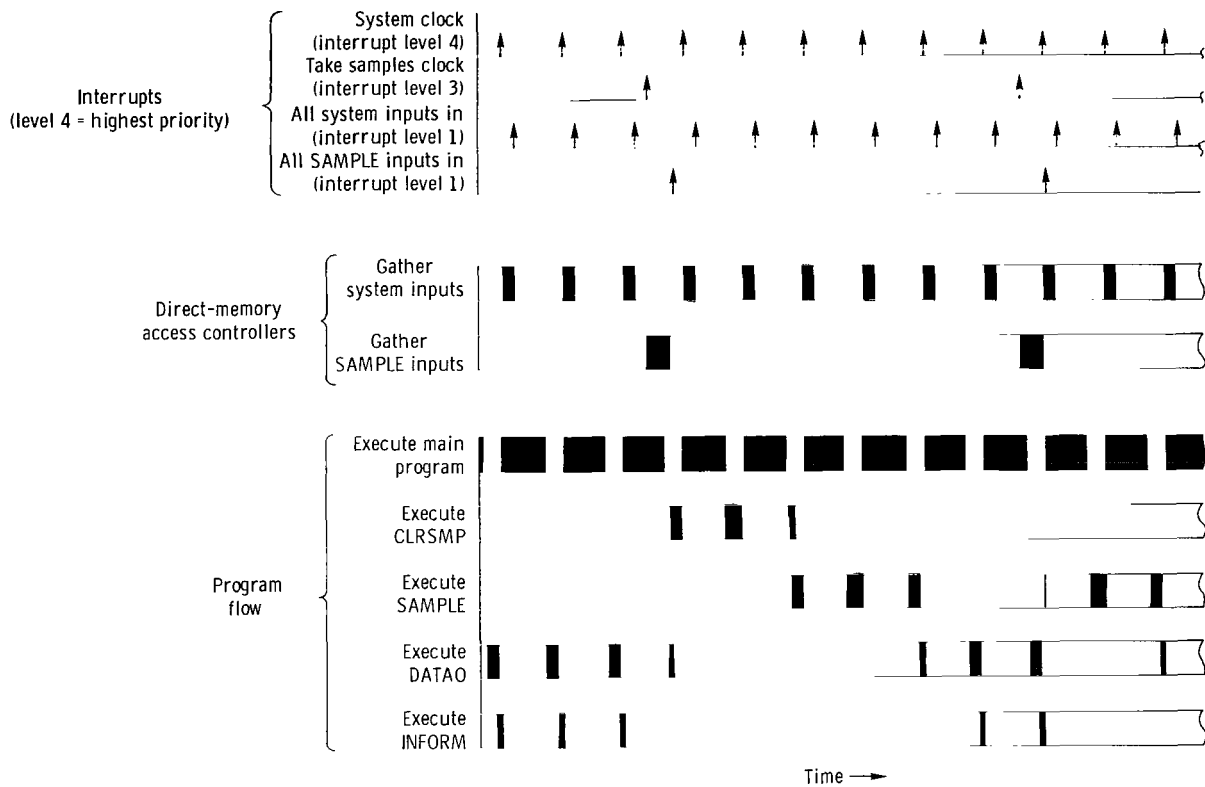 System clock
(interrupt level 4)
Take samples clock
(interrupt level 3)
All system inputs in
(interrupt level 1)
All SAMPLE inputs in
(interrupt level 1)
Interrupts
(level 4 = highest priority)
Gather
system inputs
Gather
SAMPLE inputs
Direct-memory
access controllers
Execute main
program
Execute
CLRSMP
Execute
SAMPLE
Execute
DATAO
Execute
INFORM
Program
flow
Time